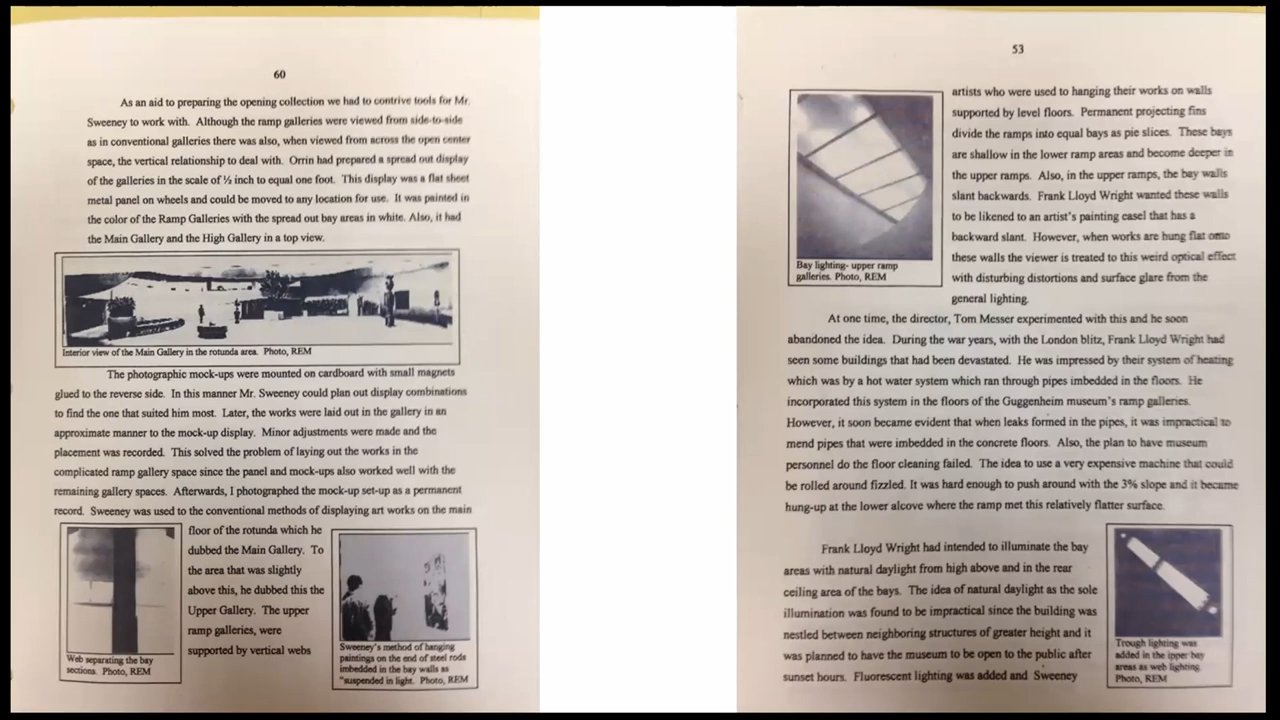 60
As an aid to preparing the opening collection we had to contrive tools for Mr.
Sweeney to work with. Although the ramp galleries were viewed from side-to-side
as in conventional galleries there was also, when viewed from across the open center
space, the vertical relationship to deal with. Orrin had prepared a spread out display
of the galleries in the scale of ½ inch to equal one foot. This display was a flat sheet
metal panel on wheels and could be moved to any location for use. It was painted in
the color of the Ramp Galleries with the spread out bay areas in white. Also, it had
the Main Gallery and the High Gallery in a top view.
Interior view of the Main Gallery in the rotunda area. Photo, REM
The photographic mock-ups were mounted on cardboard with small magnets
glued to the reverse side. In this manner Mr. Sweeney could plan out display combinations
to find the one that suited him most. Later, the works were laid out in the gallery in an
approximate manner to the mock-up display. Minor adjustments were made and the
placement was recorded. This solved the problem of laying out the works in the
complicated ramp gallery space since the panel and mock-ups also worked well with the
remaining gallery spaces. Afterwards, I photographed the mock-up set-up as a permanent
record. Sweeney was used to the conventional methods of displaying art works on the main
floor of the rotunda which he
dubbed the Main Gallery. To
the area that was slightly
above this, he dubbed this the
Upper Gallery. The upper
ramp galleries, were
supported by vertical webs
Web separating the bay
sections. Photo, REM
Sweeney's method of hanging
paintings on the end of steel rods
imbedded in the bay walls as
"suspended in light. Photo, REM
53
artists who were used to hanging their works on walls
supported by level floors. Permanent projecting fins
divide the ramps into equal bays as pie slices. These bays
are shallow in the lower ramp areas and become deeper in
the upper ramps. Also, in the upper ramps, the bay walls
slant backwards. Frank Lloyd Wright wanted these walls
to be likened to an artist's painting easel that has a
backward slant. However, when works are hung flat onto
these walls the viewer is treated to this weird optical effect
with disturbing distortions and surface glare from the
general lighting.
Bay lighting- upper ramp
galleries. Photo, REM
At one time, the director, Tom Messer experimented with this and he soon
abandoned the idea. During the war years, with the London blitz, Frank Lloyd Wright had
seen some buildings that had been devastated. He was impressed by their system of heating
which was by a hot water system which ran through pipes imbedded in the floors. He
incorporated this system in the floors of the Guggenheim museum's ramp galleries.
However, it soon became evident that when leaks formed in the pipes, it was impractical to
mend pipes that were imbedded in the concrete floors. Also, the plan to have museum
personnel do the floor cleaning failed. The idea to use a very expensive machine that could
be rolled around fizzled. It was hard enough to push around with the 3% slope and it became
hung-up at the lower alcove where the ramp met this relatively flatter surface.
Frank Lloyd Wright had intended to illuminate the bay
areas with natural daylight from high above and in the rear
ceiling area of the bays. The idea of natural daylight as the sole
illumination was found to be impractical since the building was
nestled between neighboring structures of greater height and it
was planned to have the museum to be open to the public after
sunset hours. Fluorescent lighting was added and Sweeney
Trough lighting was
added in the ipper bay
areas as web lighting.
Photo, REM